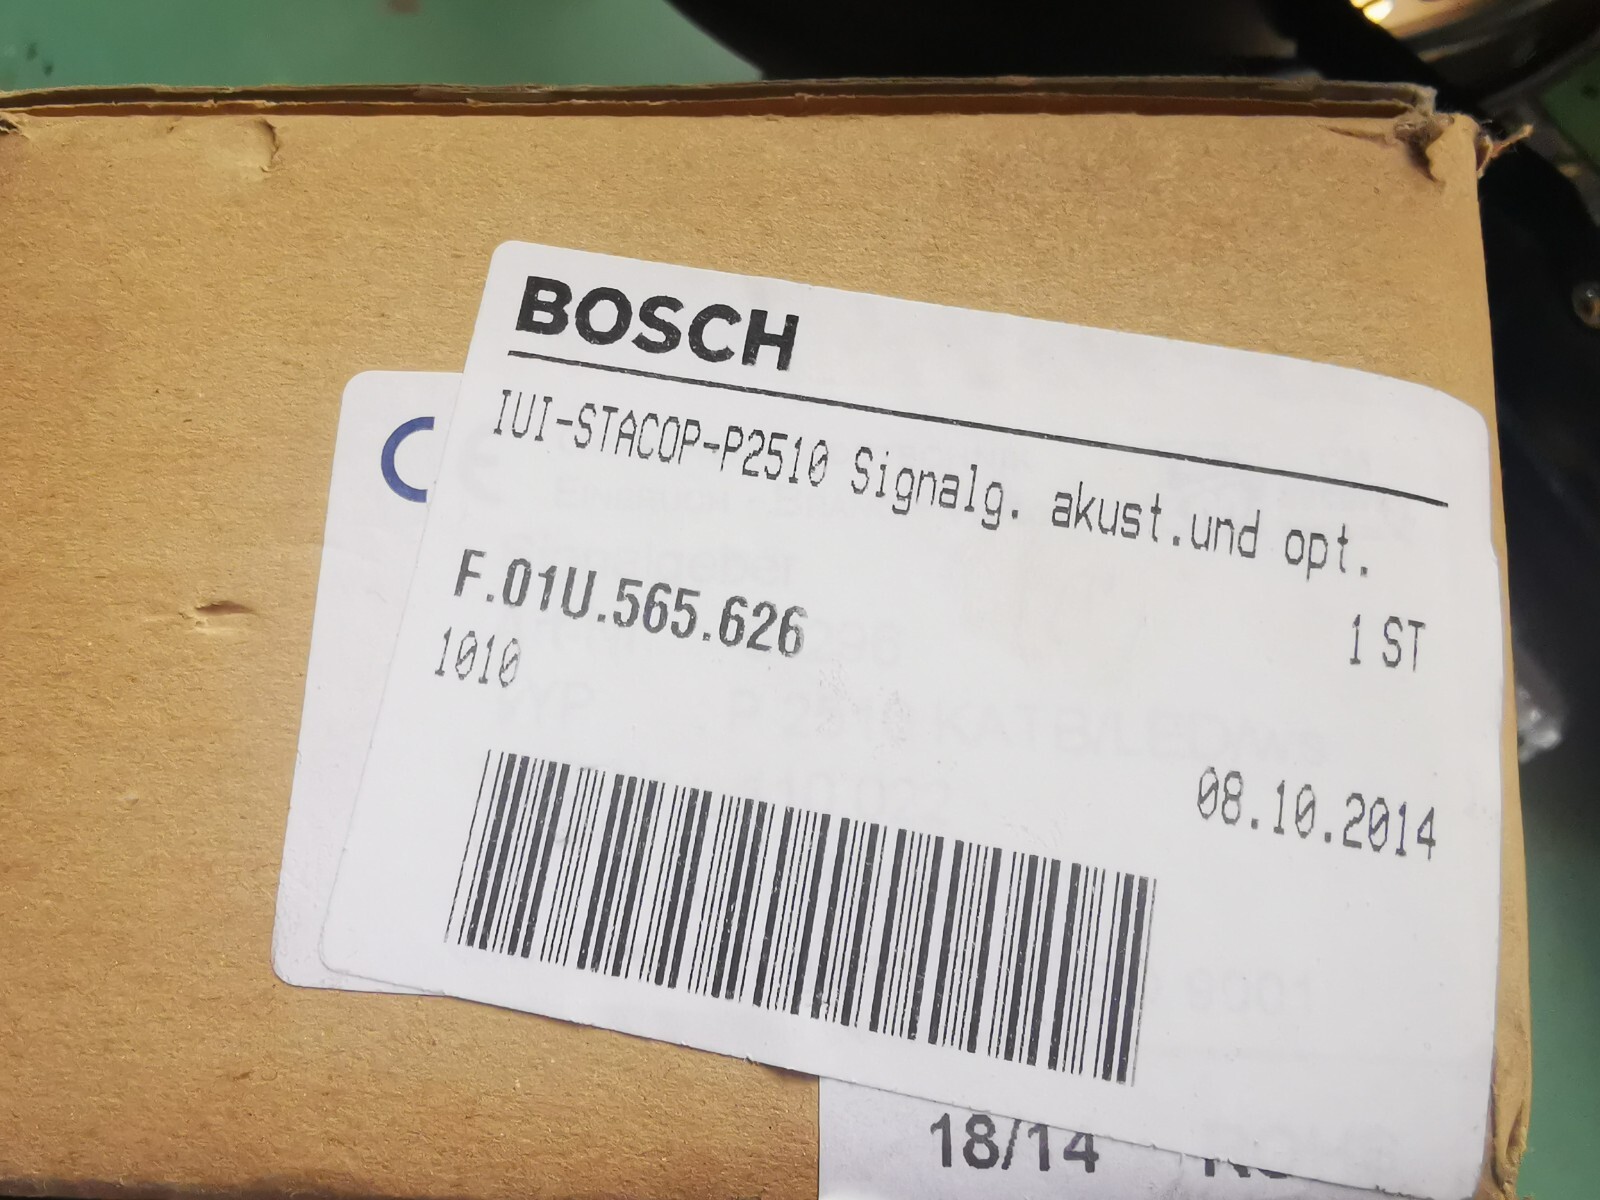 BOSCH
IUI-STACOP-P2510 Signalg. akust.und opt.
F.01U.565.626
1 ST
1010
08.10.2014
18/14